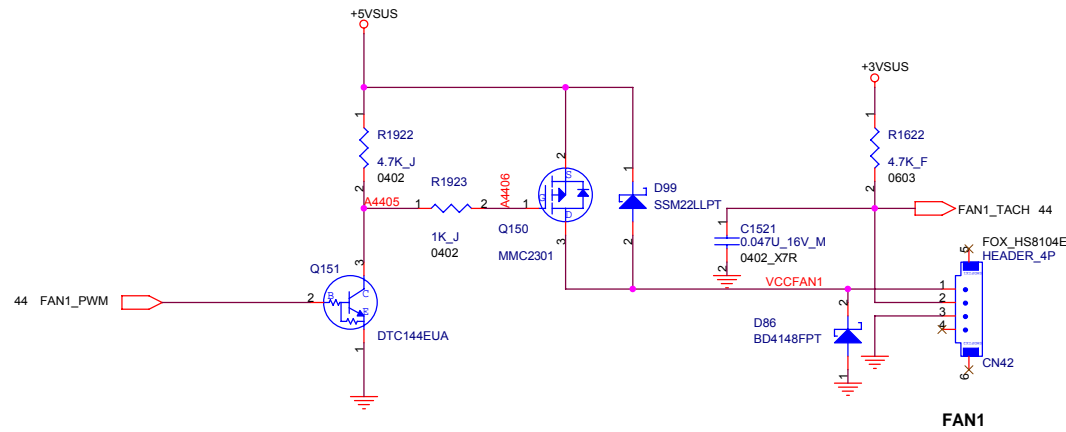 +5VSUS
+3VSUS
1
R1922
4.7K_J
0402
2
A4405
1
R1923
2
1K_J
0402
A4406
1
2
S
G
D
3
Q150
MMC2301
1
D99
SSM22LLPT
2
1
R1622
4.7K_F
0603
2
FAN1_TACH 44
1
C1521
0.047U_16V_M
0402_X7R
2
FOX_HS8104E
HEADER_4P
5
1
2
3
4
6
CN42
VCCFAN1
2
D86
BD4148FPT
1
Q151
3
44 FAN1_PWM
2
B
C
E
DTC144EUA
1
FAN1